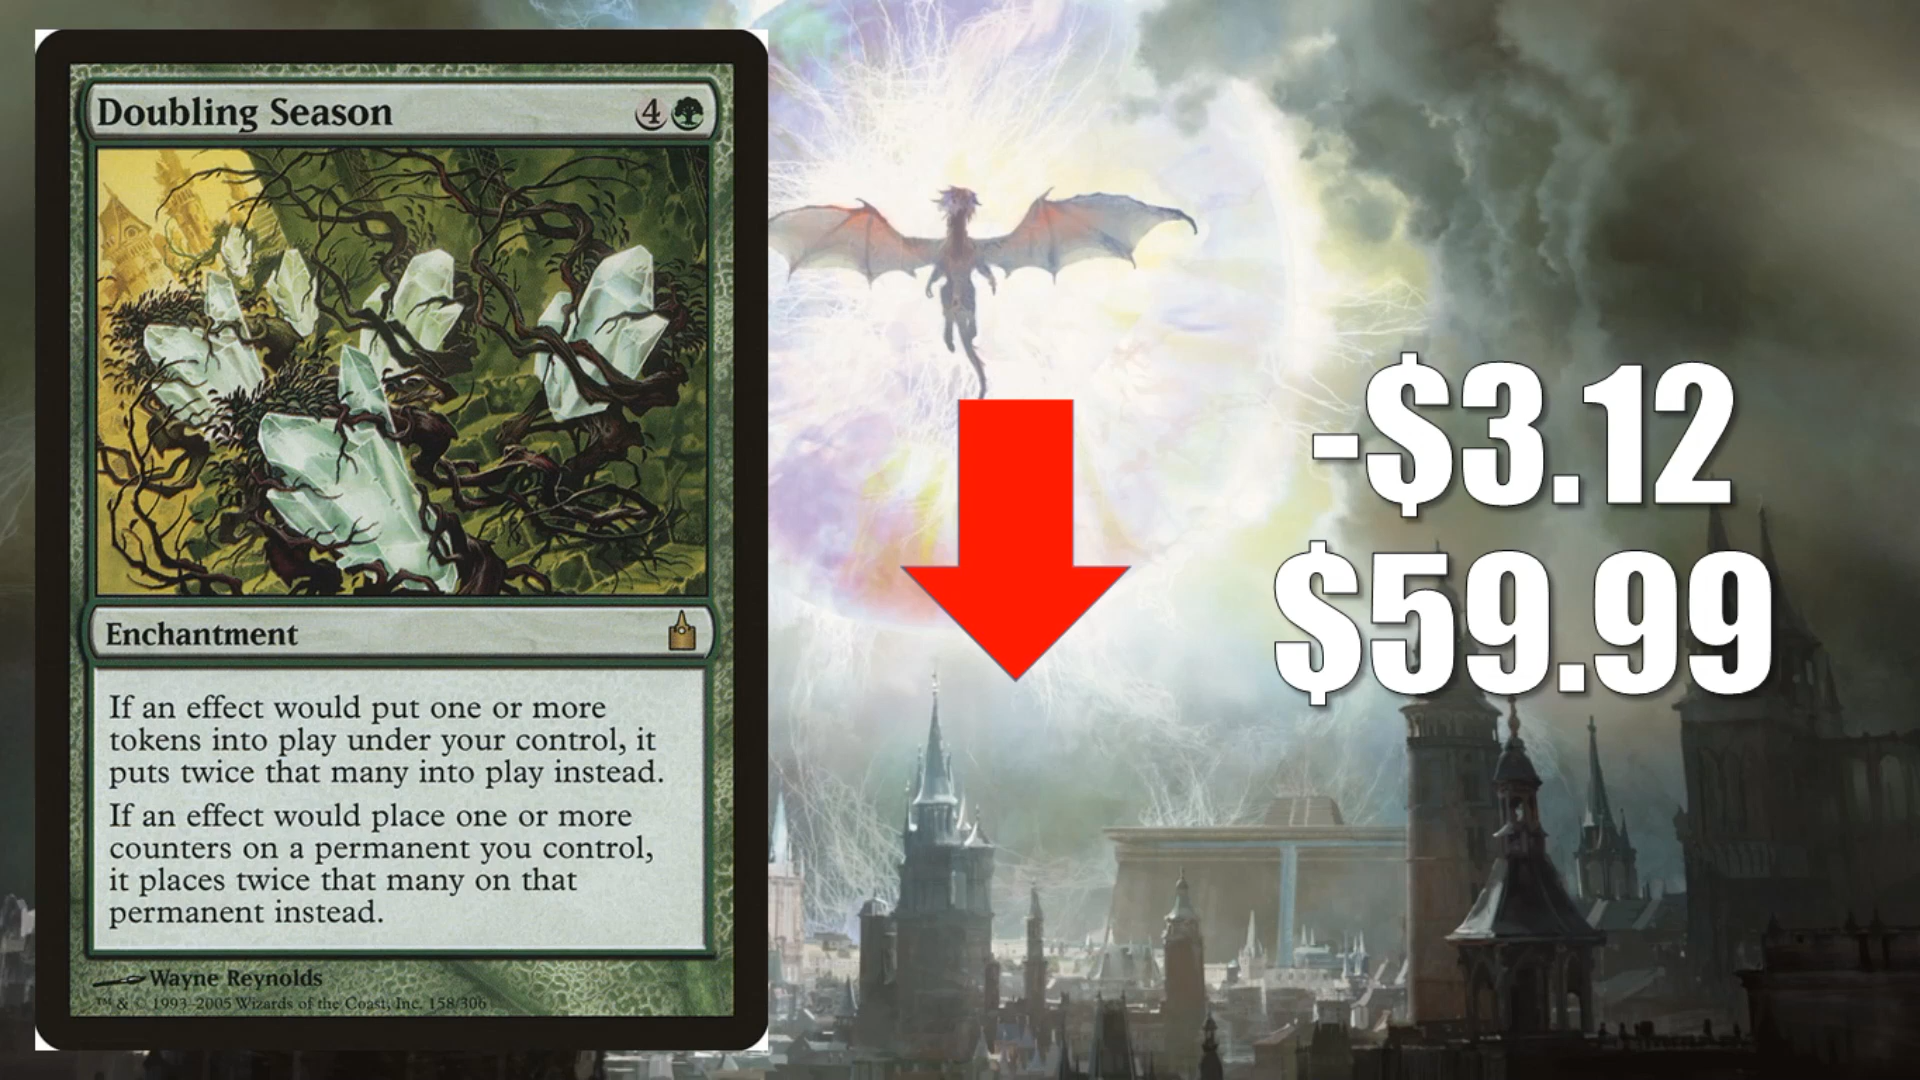 Doubling Season 4
Enchantment
If an effect would put one or more
tokens into play under your control, it
puts twice that many into play instead.
If an effect would place one or more
counters on a permanent you control,
it places twice that many on that
permanent instead.
Wayne Reynolds
™ & © 1993–2005 Wizards of the Coast, Inc. 158/306
-$3.12
$59.99